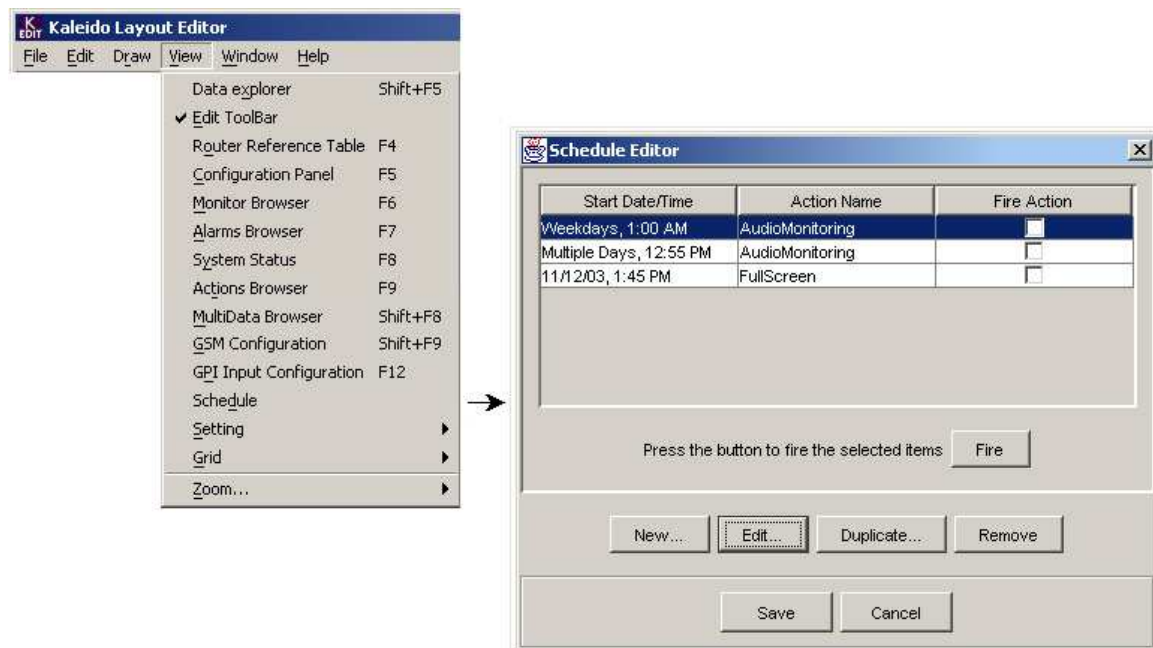 K EDIT Kaleido Layout Editor
File Edit Draw View Window Help
Data explorer Shift+F5
Edit ToolBar
Router Reference Table F4
Configuration Panel F5
Monitor Browser F6
Alarms Browser F7
System Status F8
Actions Browser F9
MultiData Browser Shift+F8
GSM Configuration Shift+F9
GPI Input Configuration F12
Schedule
Setting
Grid
Zoom...
Schedule Editor
Start Date/Time Action Name Fire Action
Weekdays, 1:00 AM AudioMonitoring
Multiple Days, 12:55 PM AudioMonitoring
11/12/03, 1:45 PM FullScreen
Press the button to fire the selected items Fire
New... Edit... Duplicate... Remove
Save Cancel